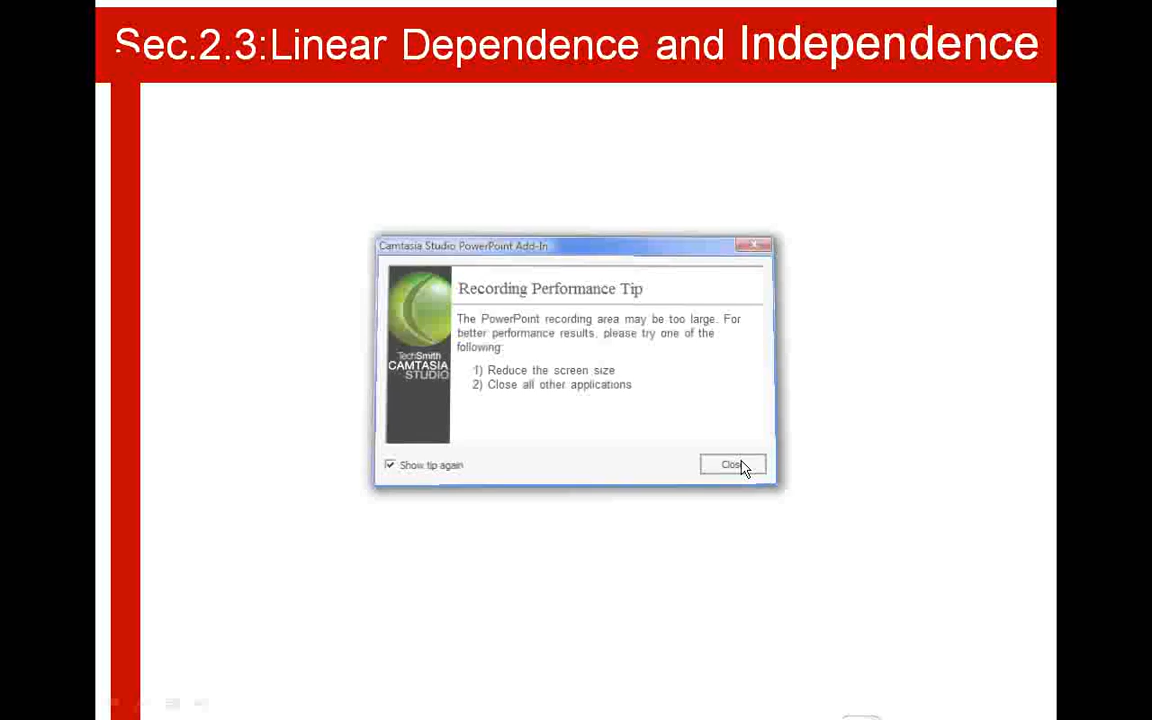 Sec.2.3:Linear Dependence and Independence
Camtasia Studio PowerPoint Add-In
Recording Performance Tip
The PowerPoint recording area may be too large. For
better performance results, please try one of the
following:
1) Reduce the screen size
2) Close all other applications
TechSmith
CAMTASIA
STUDIO
Show tip again
Close